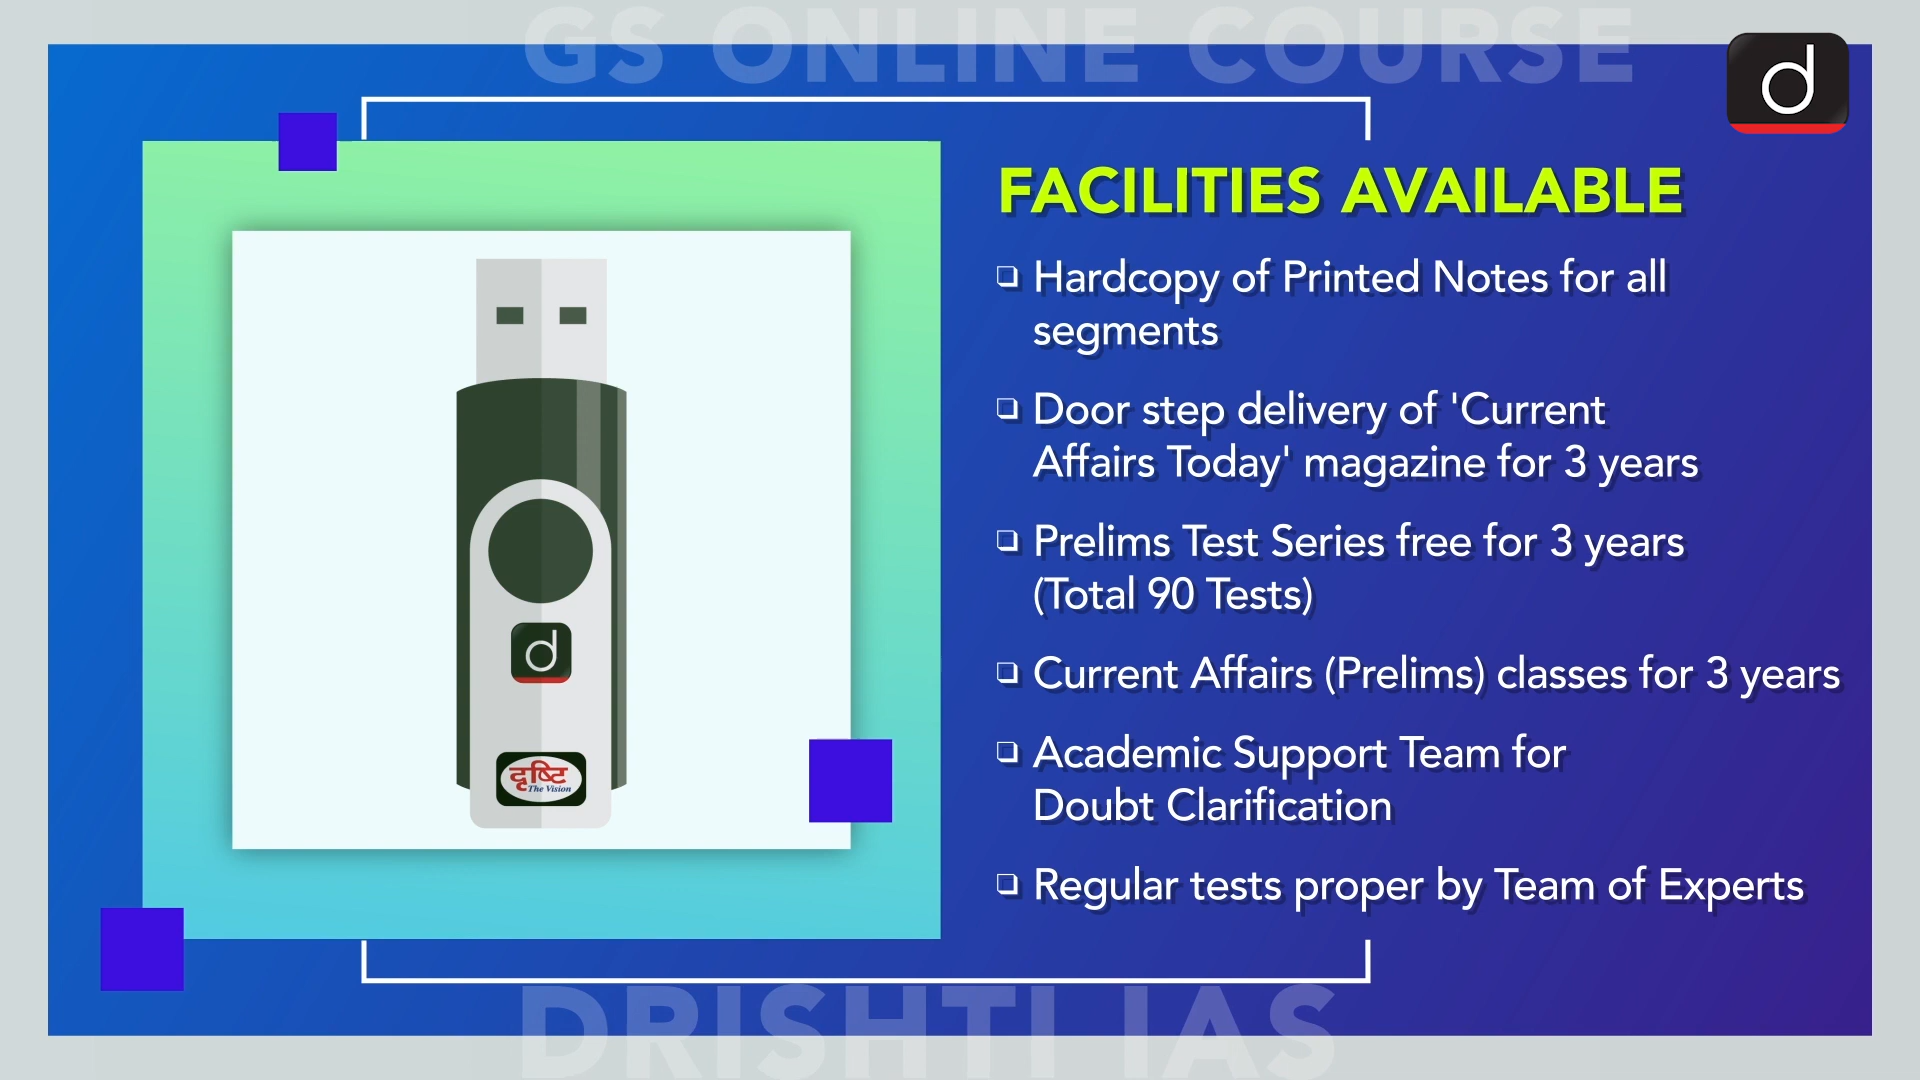 GS ONLINE COURSE
d
FACILITIES AVAILABLE
❏ Hardcopy of Printed Notes for all
segments
❏ Door step delivery of 'Current
Affairs Today' magazine for 3 years
❏ Prelims Test Series free for 3 years
(Total 90 Tests)
❏ Current Affairs (Prelims) classes for 3 years
❏ Academic Support Team for
Doubt Clarification
❏ Regular tests proper by Team of Experts
d
दृष्टि
The Vision
DRISHTI IAS